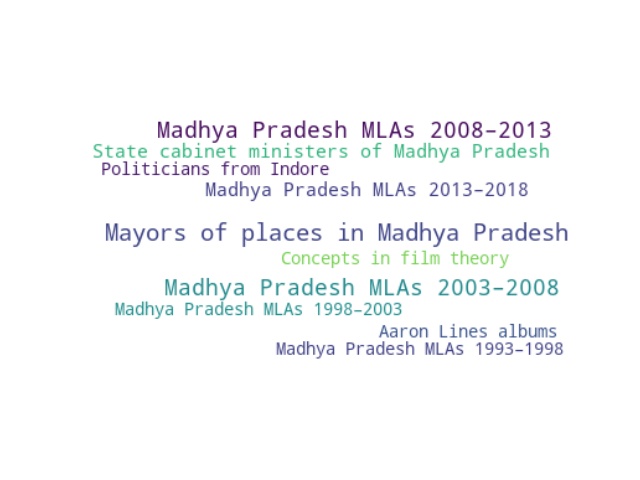 Madhya Pradesh MLAs 2008–2013
State cabinet ministers of Madhya Pradesh
Politicians from Indore
Madhya Pradesh MLAs 2013–2018
Mayors of places in Madhya Pradesh
Concepts in film theory
Madhya Pradesh MLAs 2003–2008
Madhya Pradesh MLAs 1998–2003
Aaron Lines albums
Madhya Pradesh MLAs 1993–1998